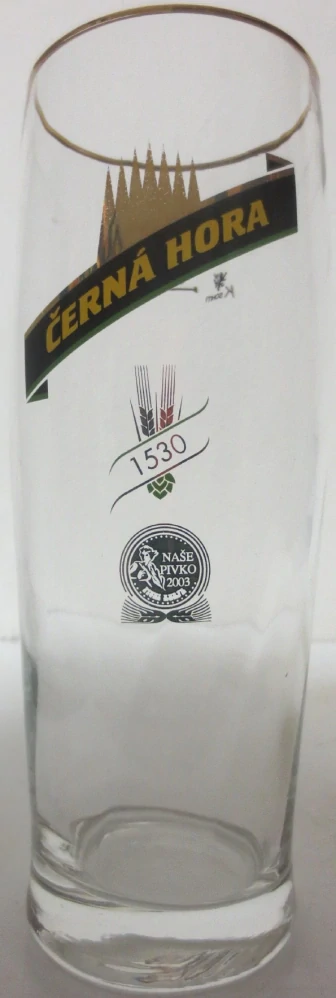 ČERNÁ HORA
1530
NAŠE
PIVKO
2003